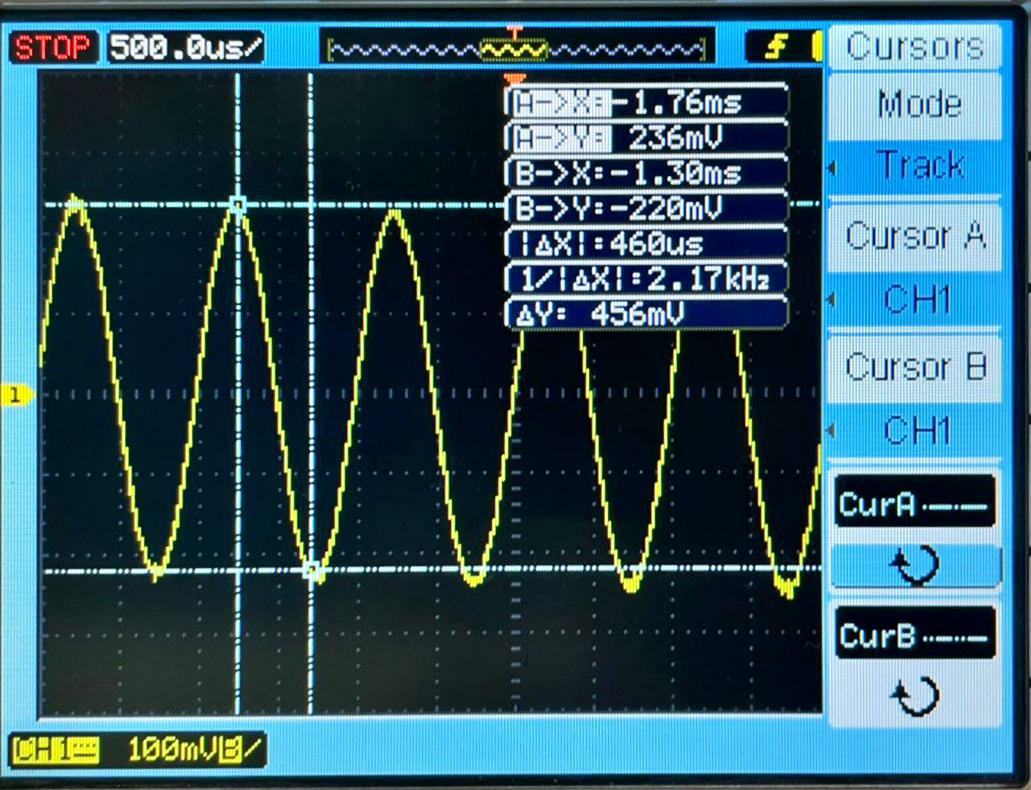 STOP 500.0us/
T
Cursors
Mode
Track
A->X:-1.76ms
A->Y: 236mV
B->X:-1.30ms
B->Y:-220mV
|ΔX|:460us
1/|ΔX|:2.17kHz
ΔY: 456mV
Cursor A
CH1
Cursor B
CH1
1
CurA
CurB
CH1 100mVB/